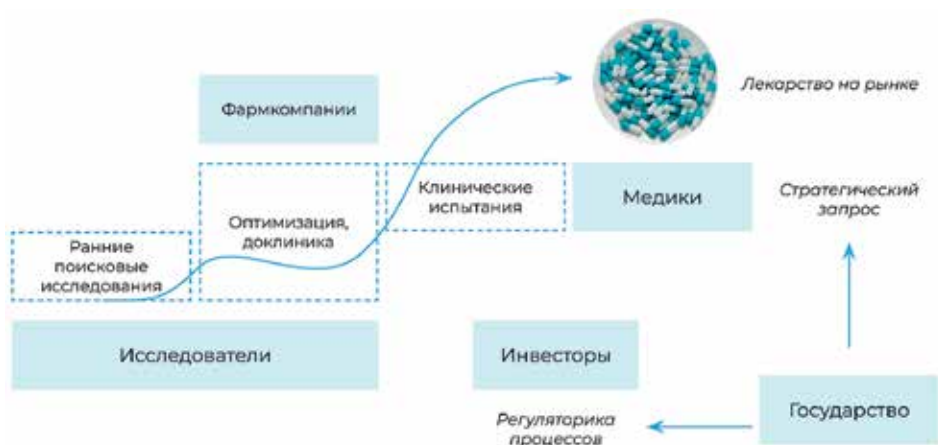 Лекарство на рынке
Фармкомпании
Клинические
испытания
Медики
Стратегический
запрос
Оптимизация,
доклиника
Ранние
поисковые
исследования
Исследователи
Инвесторы
Государство
Регуляторика
процессов